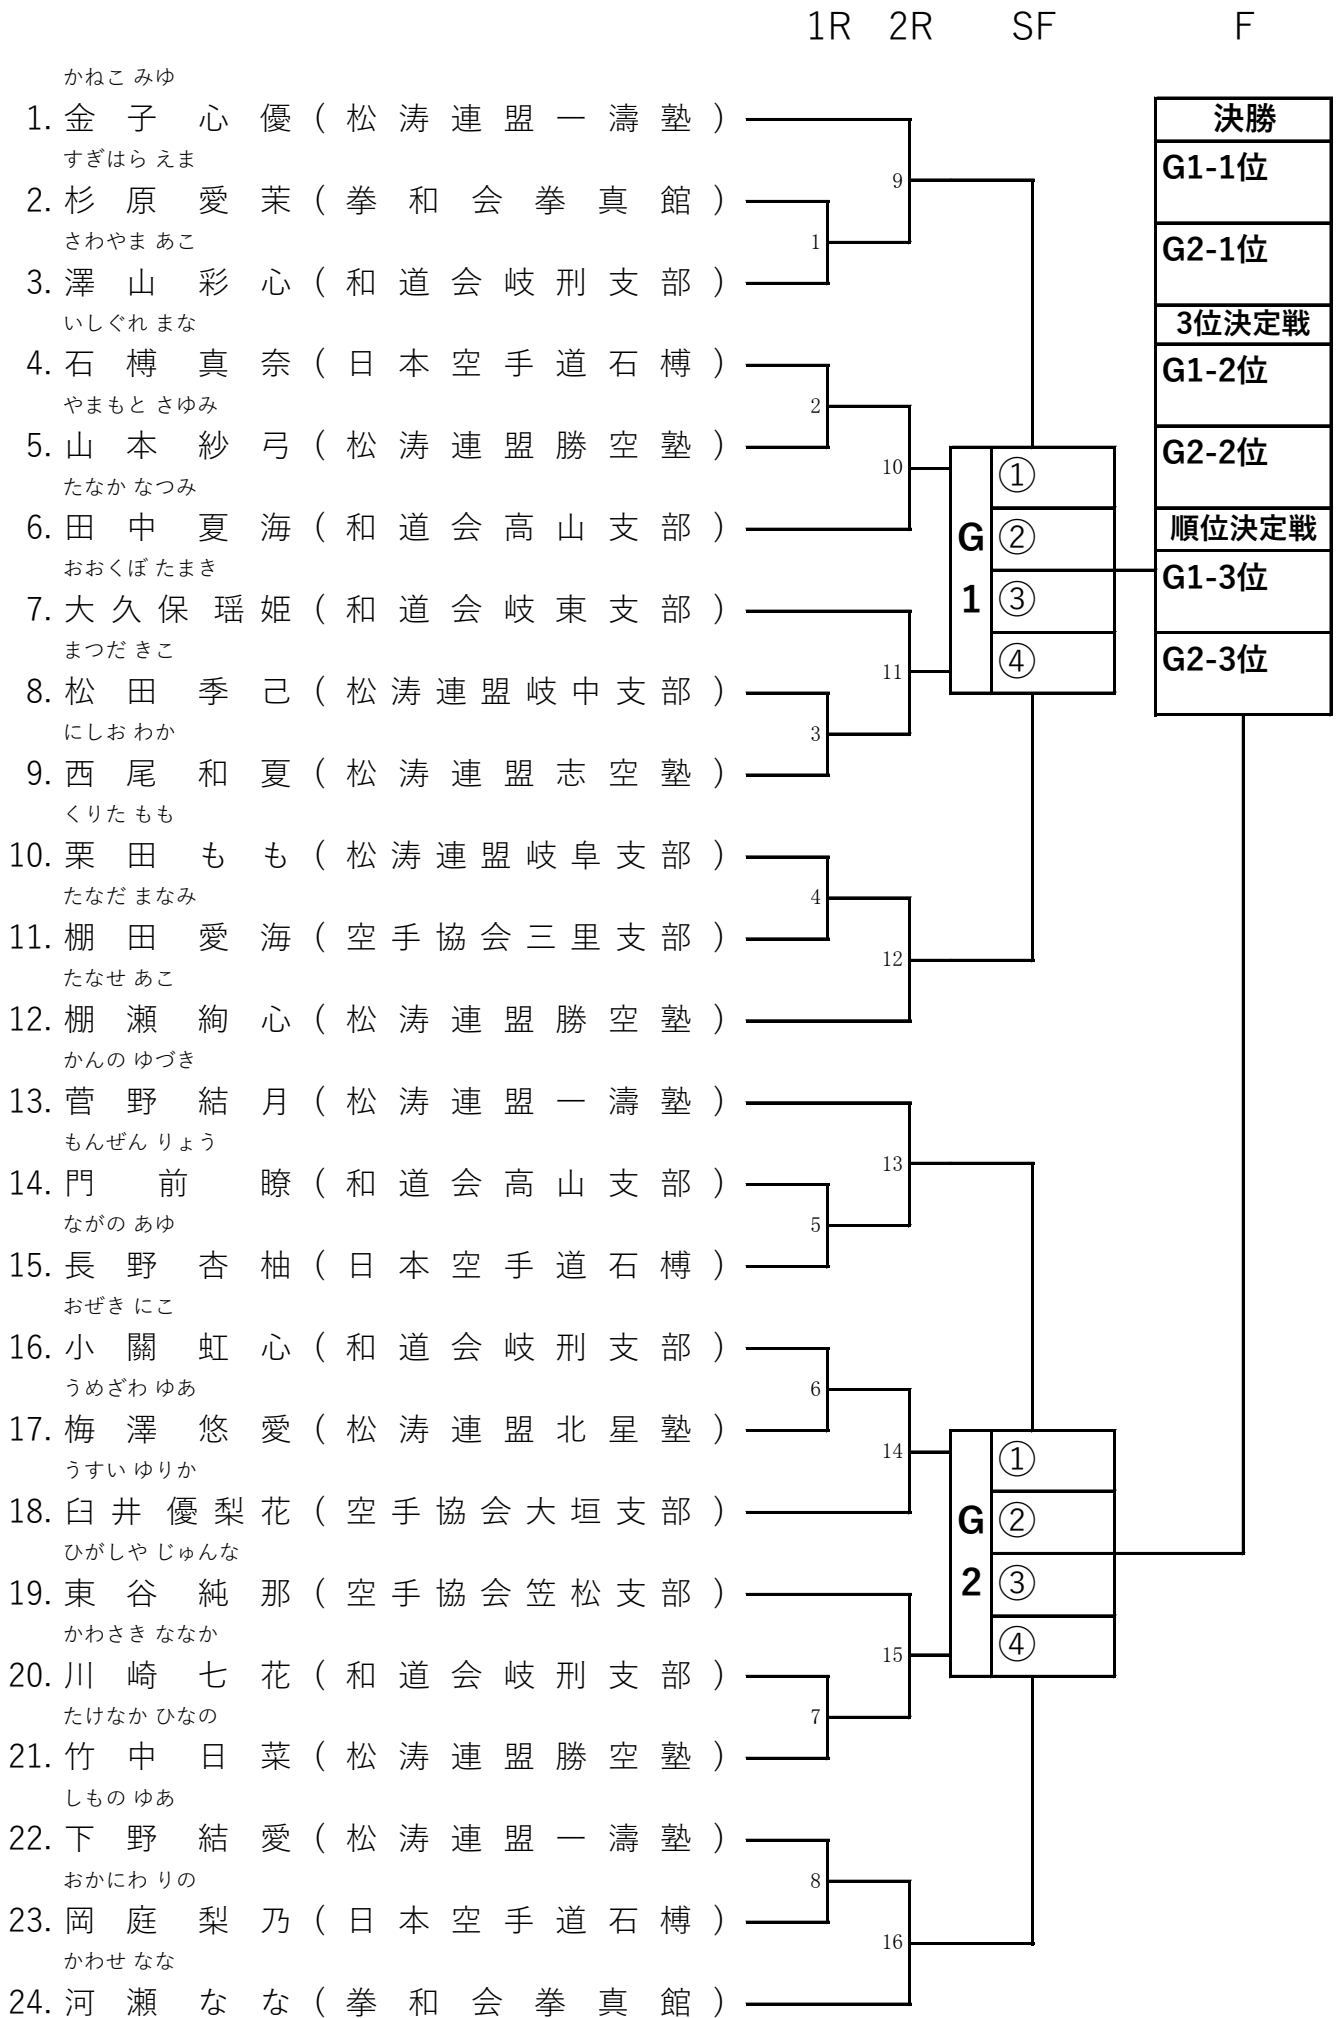 1R 2R SF F
かねこ みゆ
1. 金子 心優 ( 松涛連盟一濤塾 )
すぎはら えま
2. 杉原 愛茉 ( 拳和会拳真館 )
さわやま あこ
3. 澤山 彩心 ( 和道会岐刑支部 )
いしぐれ まな
4. 石榑 真奈 ( 日本空手道石榑 )
やまもと さゆみ
5. 山本 紗弓 ( 松涛連盟勝空塾 )
たなか なつみ
6. 田中 夏海 ( 和道会高山支部 )
おおくぼ たまき
7. 大久保 瑶姫 ( 和道会岐東支部 )
まつだ きこ
8. 松田 季己 ( 松涛連盟岐中支部 )
にしお わか
9. 西尾 和夏 ( 松涛連盟志空塾 )
くりた もも
10. 栗田 もも ( 松涛連盟岐阜支部 )
たなだ まなみ
11. 棚田 愛海 ( 空手協会三里支部 )
たなせ あこ
12. 棚瀬 絢心 ( 松涛連盟勝空塾 )
かんの ゆづき
13. 菅野 結月 ( 松涛連盟一濤塾 )
もんぜん りょう
14. 門前 瞭 ( 和道会高山支部 )
ながの あゆ
15. 長野 杏柚 ( 日本空手道石榑 )
おぜき にこ
16. 小關 虹心 ( 和道会岐刑支部 )
うめざわ ゆあ
17. 梅澤 悠愛 ( 松涛連盟北星塾 )
うすい ゆりか
18. 臼井 優梨花 ( 空手協会大垣支部 )
ひがしや じゅんな
19. 東谷 純那 ( 空手協会笠松支部 )
かわさき ななか
20. 川崎 七花 ( 和道会岐刑支部 )
たけなか ひなの
21. 竹中 日菜 ( 松涛連盟勝空塾 )
しもの ゆあ
22. 下野 結愛 ( 松涛連盟一濤塾 )
おかにわ りの
23. 岡庭 梨乃 ( 日本空手道石榑 )
かわせ なな
24. 河瀬 なな ( 拳和会拳真館 )
1
2
3
4
5
6
7
8
9
10
11
12
13
14
15
16
G1
①
②
③
④
G2
①
②
③
④
決勝
G1-1位
G2-1位
3位決定戦
G1-2位
G2-2位
順位決定戦
G1-3位
G2-3位